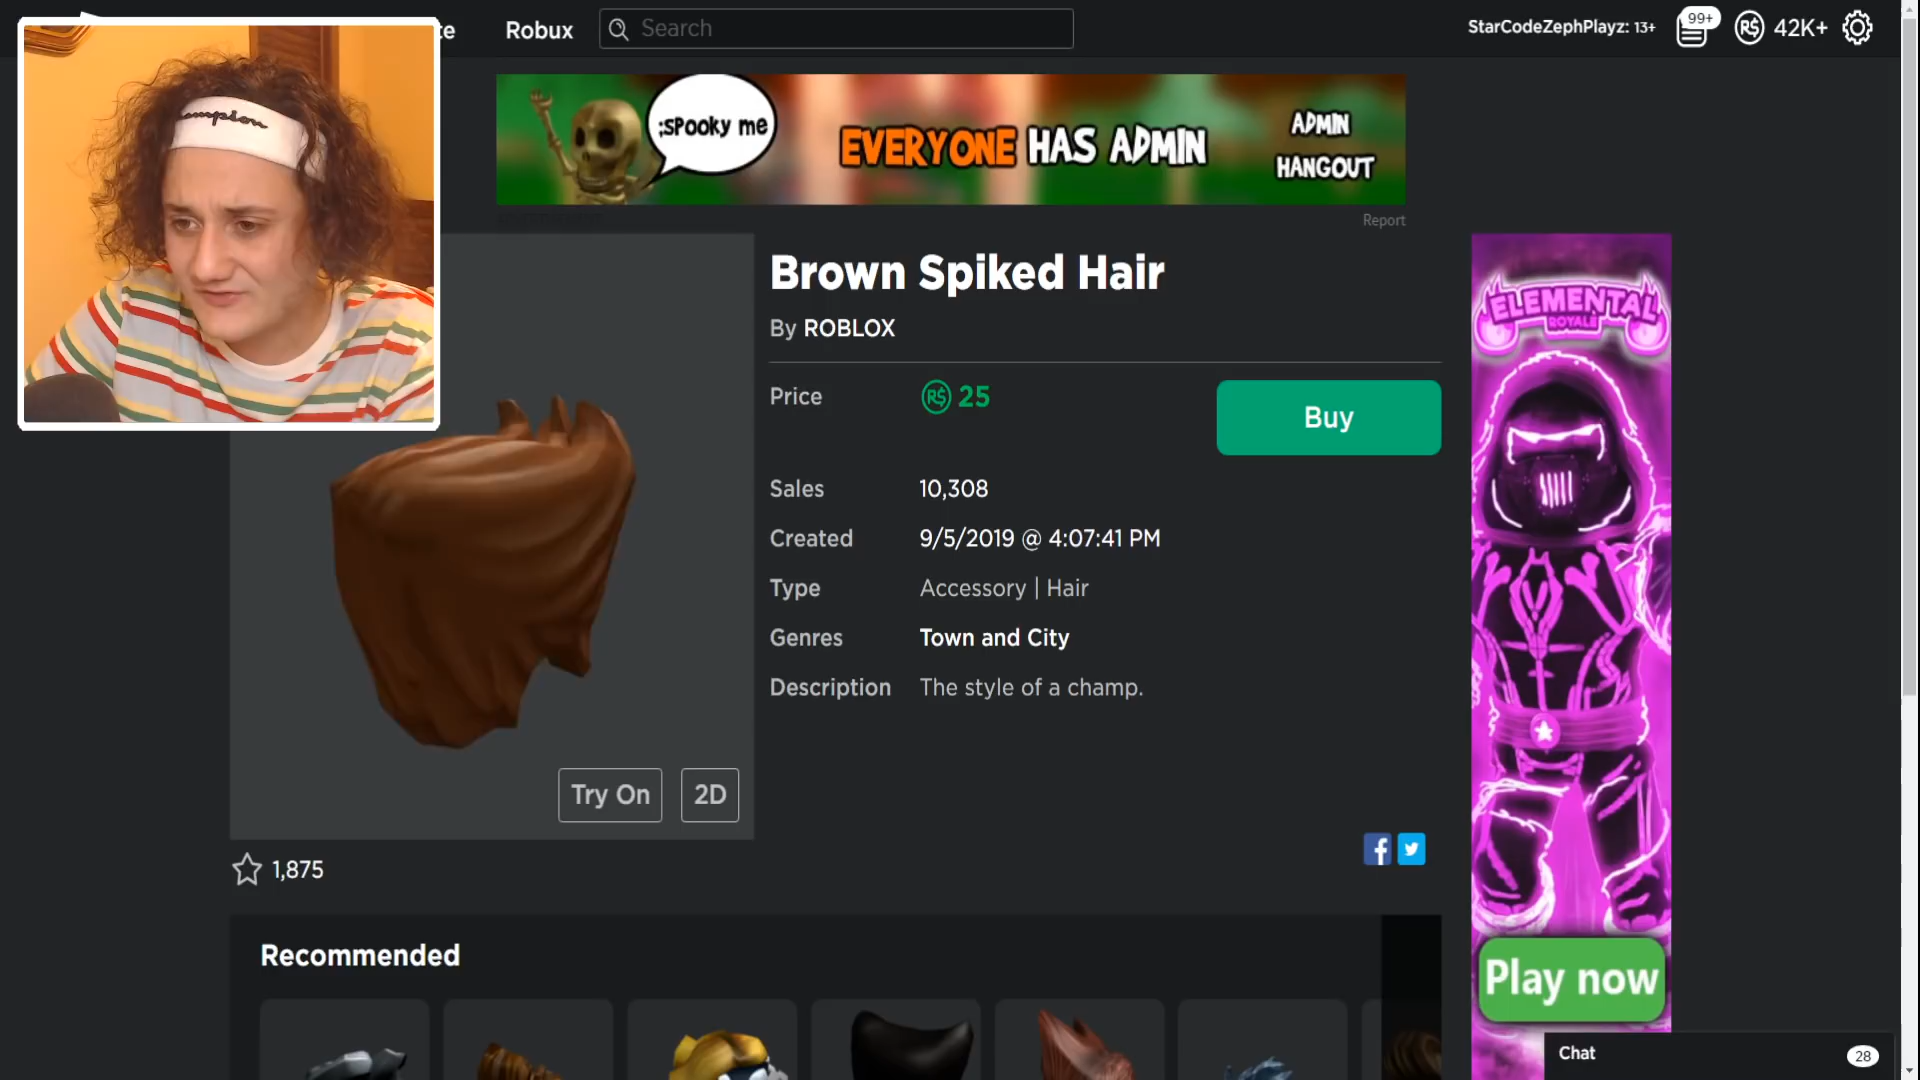 Robux
Search
StarCodeZephPlayz: 13+
99+
42K+
;SPOOKY ME
EVERYONE HAS ADMIN
ADMIN
HANGOUT
Report
Brown Spiked Hair
By ROBLOX
Price
R$ 25
Buy
Sales
10,308
Created
9/5/2019 @ 4:07:41 PM
Type
Accessory | Hair
Genres
Town and City
Description
The style of a champ.
Try On
2D
1,875
Recommended
ELEMENTAL
ROYALE
Play now
Chat
28